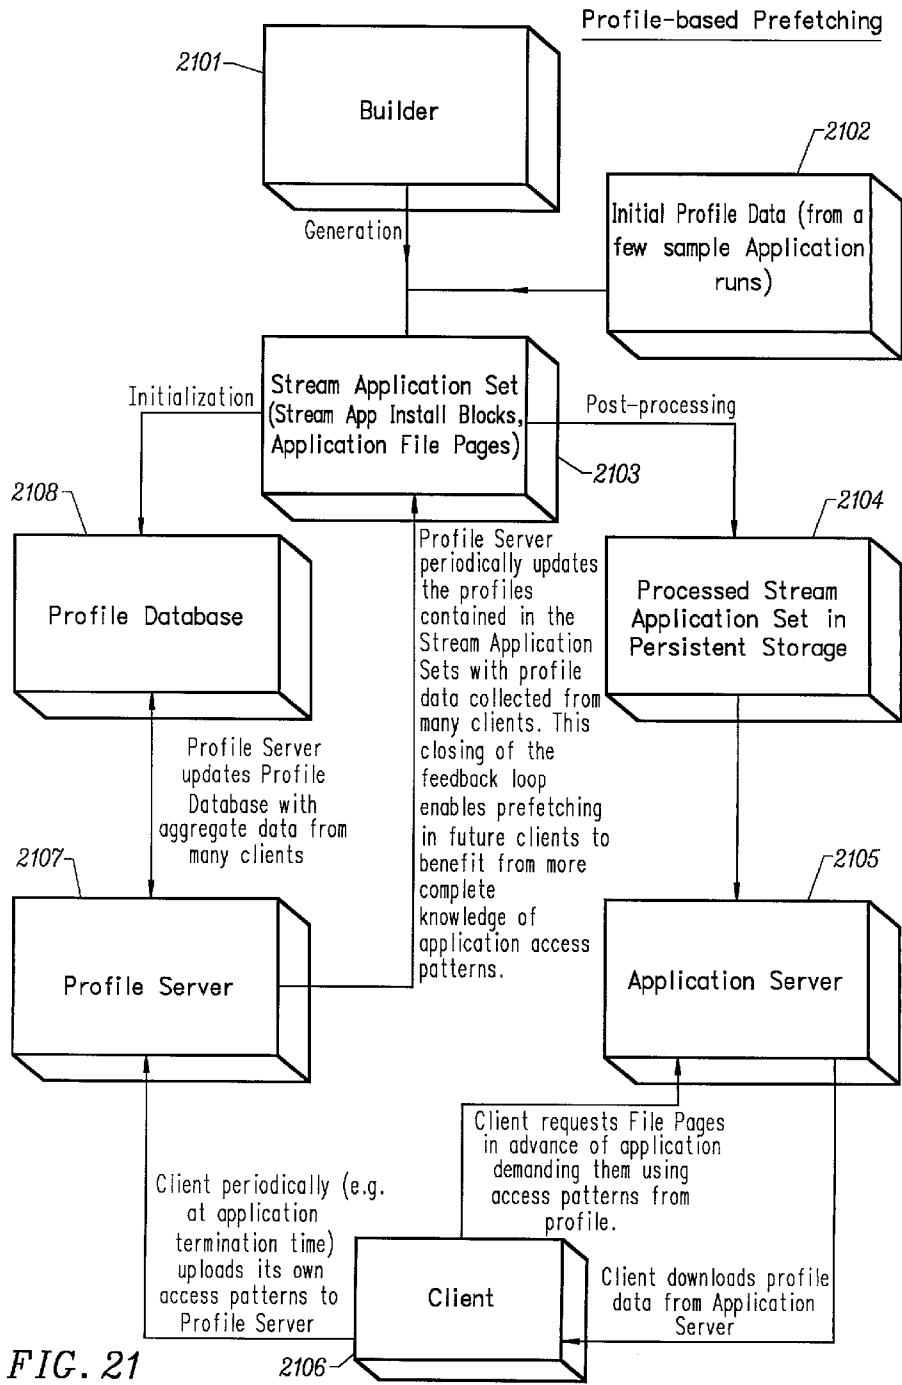 Profile-based Prefetching
2101
Builder
2102
Initial Profile Data (from a
few sample Application
runs)
Generation
Stream Application Set
(Stream App Install Blocks,
Application File Pages)
2103
Initialization
Post-processing
2108
Profile Database
2104
Processed Stream
Application Set in
Persistent Storage
Profile Server
periodically updates
the profiles
contained in the
Stream Application
Sets with profile
data collected from
many clients. This
closing of the
feedback loop
enables prefetching
in future clients to
benefit from more
complete
knowledge of
application access
patterns.
Profile Server
updates Profile
Database with
aggregate data from
many clients
2107
Profile Server
2105
Application Server
Client requests File Pages
in advance of application
demanding them using
access patterns from
profile.
Client periodically (e.g.
at application
termination time)
uploads its own
access patterns to
Profile Server
Client
2106
Client downloads profile
data from Application
Server
FIG. 21